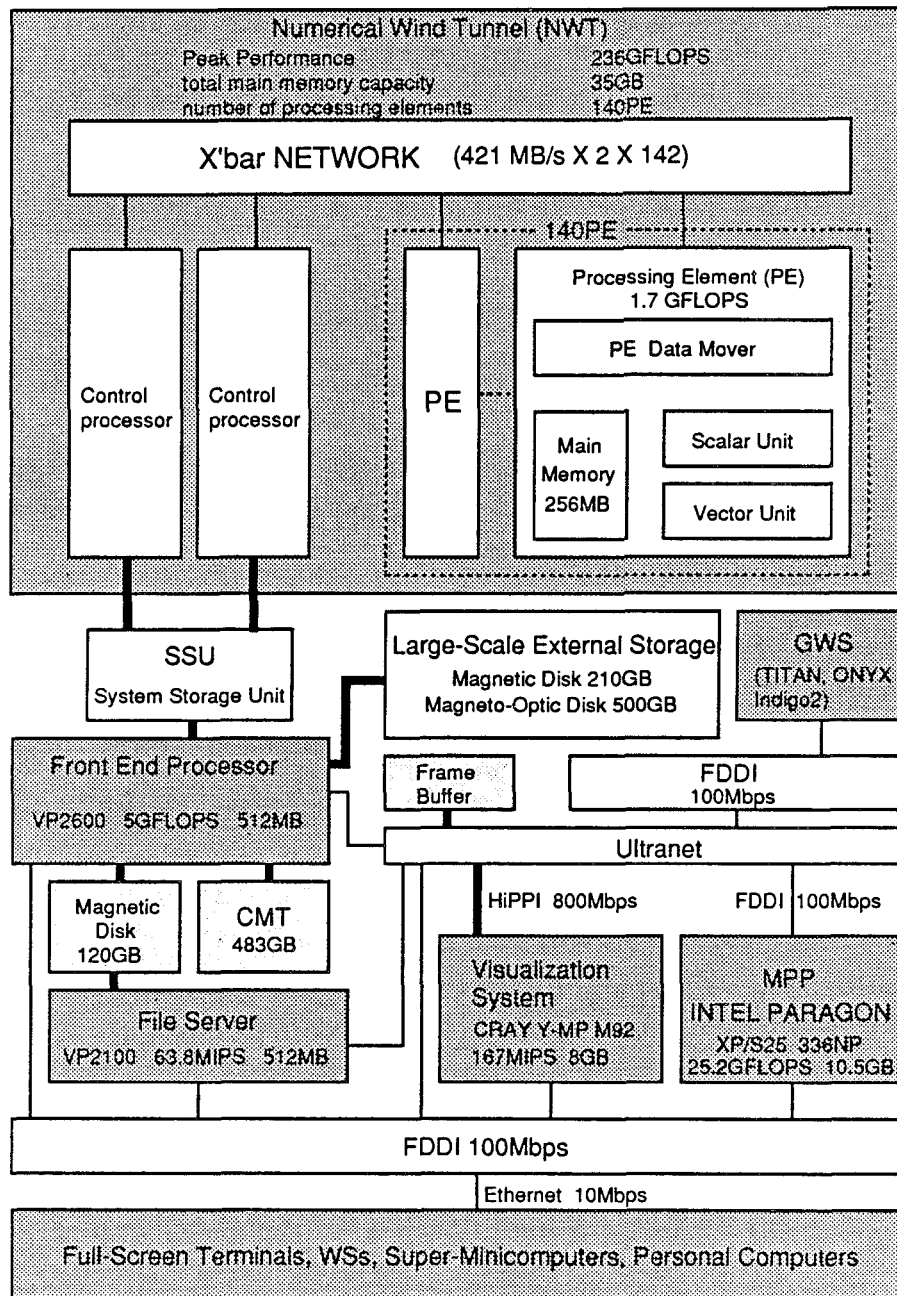 Numerical Wind Tunnel (NWT)
Peak Performance 236GFLOPS
total main memory capacity 35GB
number of processing elements 140PE
X'bar NETWORK (421 MB/s X 2 X 142)
140PE
Control
processor
Control
processor
PE
Processing Element (PE)
1.7 GFLOPS
PE Data Mover
Main
Memory
256MB
Scalar Unit
Vector Unit
SSU
System Storage Unit
Large-Scale External Storage
Magnetic Disk 210GB
Magneto-Optic Disk 500GB
GWS
(TITAN, ONYX
Indigo2)
Front End Processor
VP2600 5GFLOPS 512MB
Frame
Buffer
FDDI
100Mbps
Ultranet
Magnetic
Disk
120GB
CMT
483GB
HiPPI 800Mbps
FDDI 100Mbps
File Server
VP2100 63.8MIPS 512MB
Visualization
System
CRAY Y-MP M92
167MIPS 8GB
MPP
INTEL PARAGON
XP/S25 336NP
25.2GFLOPS 10.5GB
FDDI 100Mbps
Ethernet 10Mbps
Full-Screen Terminals, WSs, Super-Minicomputers, Personal Computers